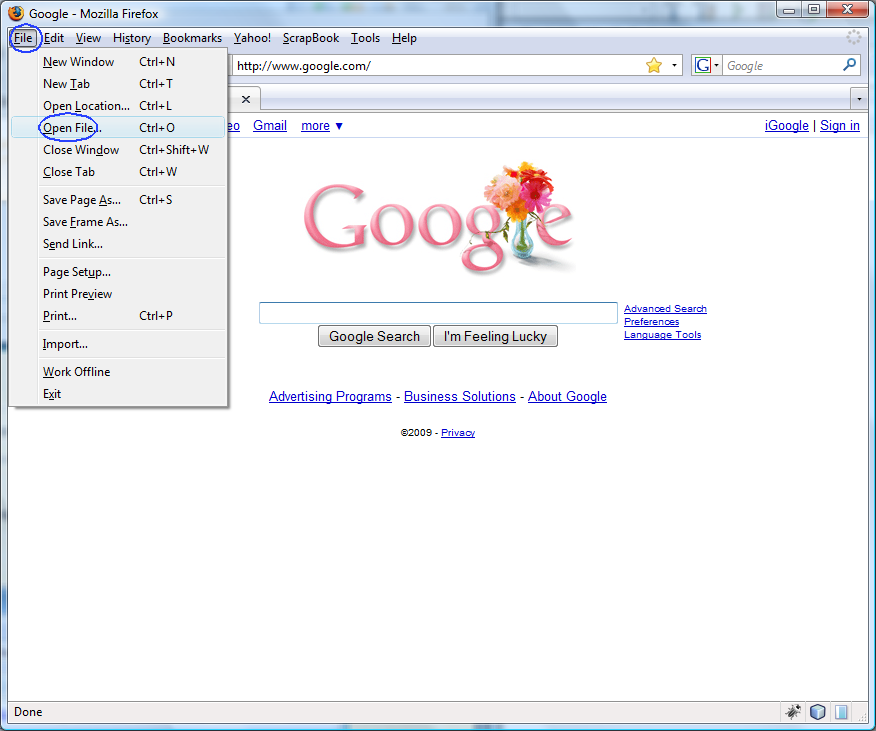 Google - Mozilla Firefox
File Edit View History Bookmarks Yahoo! ScrapBook Tools Help
New Window Ctrl+N
http://www.google.com/
G Google
New Tab Ctrl+T
Open Location... Ctrl+L
Open File... Ctrl+O
Close Window Ctrl+Shift+W
Close Tab Ctrl+W
Save Page As... Ctrl+S
Save Frame As...
Send Link...
Page Setup...
Print Preview
Print... Ctrl+P
Import...
Work Offline
Exit
eo Gmail more ▼
iGoogle | Sign in
Google
Advanced Search
Preferences
Language Tools
Google Search I'm Feeling Lucky
Advertising Programs - Business Solutions - About Google
©2009 - Privacy
Done